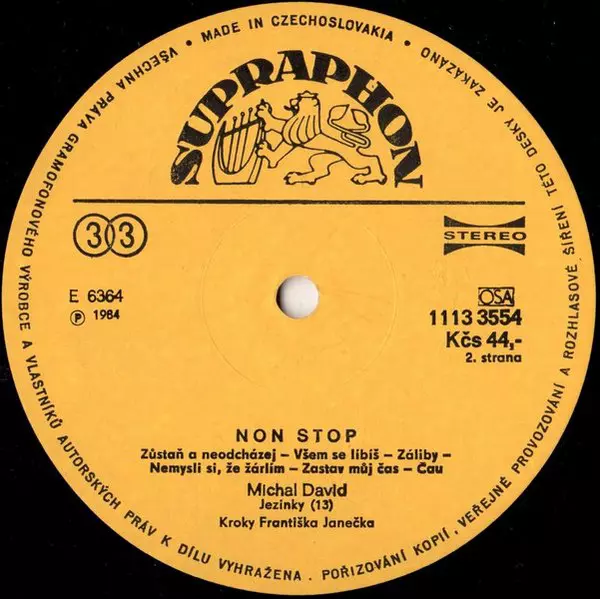 VŠECHNA PRÁVA GRAMOFONOVÉHO VÝROBCE A VLASTNÍKŮ AUTORSKÝCH PRÁV K DÍLU VYHRAŽENA . POŘIZOVÁNÍ KOPIÍ , VEŘEJNÉ PROVOZOVÁNÍ A ROZHLASOVÉ ŠÍŘENÍ TÉTO DESKY JE ZAKÁZÁNO
• MADE IN CZECHOSLOVAKIA •
SUPRAPHON
33
STEREO
E 6364
Ⓟ 1984
OSA
1113 3554
Kčs 44,-
2. strana
NON STOP
Zůstaň a neodcházej – Všem se líbíš – Záliby –
Nemysli si, že žárlím – Zastav můj čas – Čau
Michal David
Jezinky (13)
Kroky Františka Janečka